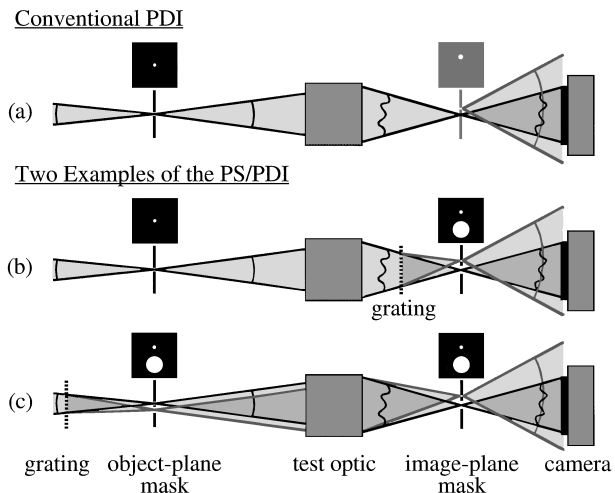 Conventional PDI
(a)
Two Examples of the PS/PDI
(b)
grating
(c)
grating object-plane mask test optic image-plane mask camera